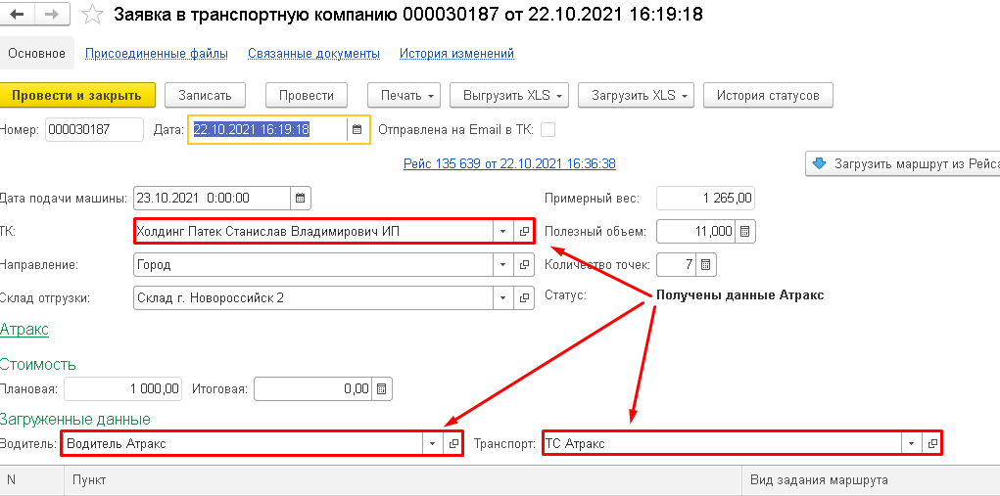 Заявка в транспортную компанию 000030187 от 22.10.2021 16:19:18
Основное Присоединенные файлы Связанные документы История изменений
Провести и закрыть Записать Провести Печать Выгрузить XLS Загрузить XLS История статусов
Номер: 000030187 Дата: 22.10.2021 16:19:18 Отправлена на Email в ТК:
Рейс 135 639 от 22.10.2021 16:36:38 Загрузить маршрут из Рейса
Дата подачи машины: 23.10.2021 0:00:00 Примерный вес: 1 265,00
ТК: Холдинг Патек Станислав Владимирович ИП Полезный объем: 11,000
Направление: Город Количество точек: 7
Склад отгрузки: Склад г. Новороссийск 2 Статус: Получены данные Атракс
Атракс
Стоимость
Плановая: 1 000,00 Итоговая: 0,00
Загруженные данные
Водитель: Водитель Атракс Транспорт: ТС Атракс
N Пункт Вид задания маршрута